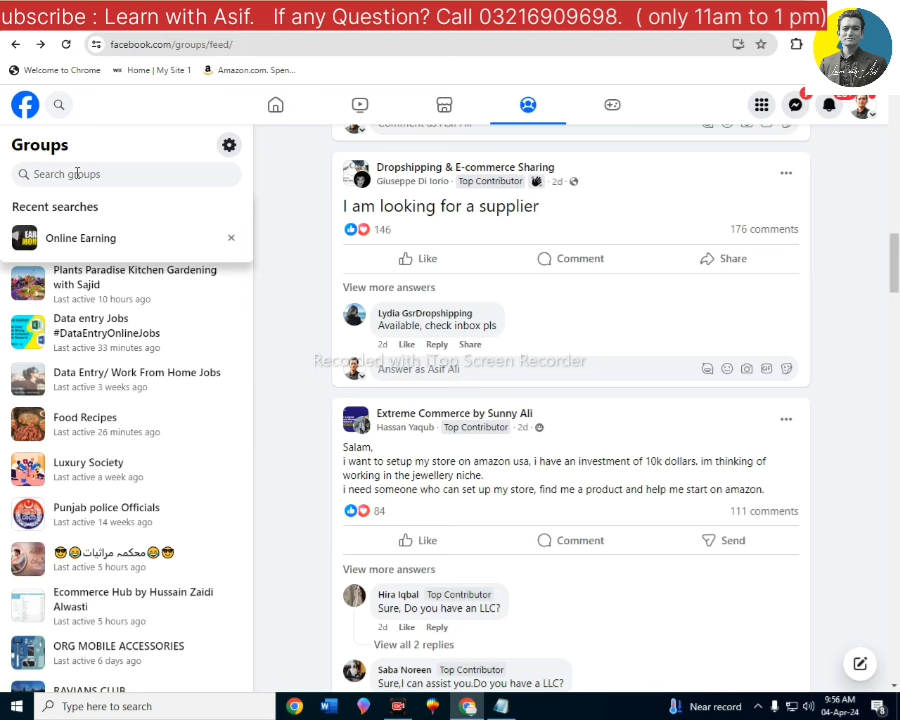 ubscribe : Learn with Asif. If any Question? Call 03216909698. ( only 11am to 1 pm)
facebook.com/groups/feed/
Welcome to Chrome
Home | My Site 1
Amazon.com. Spen...
Groups
Search groups
Recent searches
Online Earning
Plants Paradise Kitchen Gardening
with Sajid
Last active 10 hours ago
Data entry Jobs
#DataEntryOnlineJobs
Last active 33 minutes ago
Data Entry/ Work From Home Jobs
Last active 3 weeks ago
Food Recipes
Last active 26 minutes ago
Luxury Society
Last active a week ago
Punjab police Officials
Last active 14 weeks ago
😎😂محکمہ مراثیات😂😎
Last active 5 hours ago
Ecommerce Hub by Hussain Zaidi
Alwasti
Last active 5 hours ago
ORG MOBILE ACCESSORIES
Last active 6 days ago
RAVIANS CLUB
Dropshipping & E-commerce Sharing
Giuseppe Di Iorio · Top Contributor · 2d ·
I am looking for a supplier
146
176 comments
Like
Comment
Share
View more answers
Lydia GsrDropshipping
Available, check inbox pls
2d Like Reply Share
Recorded with iTop Screen Recorder
Answer as Asif Ali
Extreme Commerce by Sunny Ali
Hassan Yaqub · Top Contributor · 2d ·
Salam,
i want to setup my store on amazon usa, i have an investment of 10k dollars. im thinking of
working in the jewellery niche.
i need someone who can set up my store, find me a product and help me start on amazon.
84
111 comments
Like
Comment
Send
View more answers
Hira Iqbal Top Contributor
Sure, Do you have an LLC?
2d Like Reply
View all 2 replies
Saba Noreen Top Contributor
Sure,I can assist you.Do you have a LLC?
Type here to search
Near record
9:56 AM
04-Apr-24